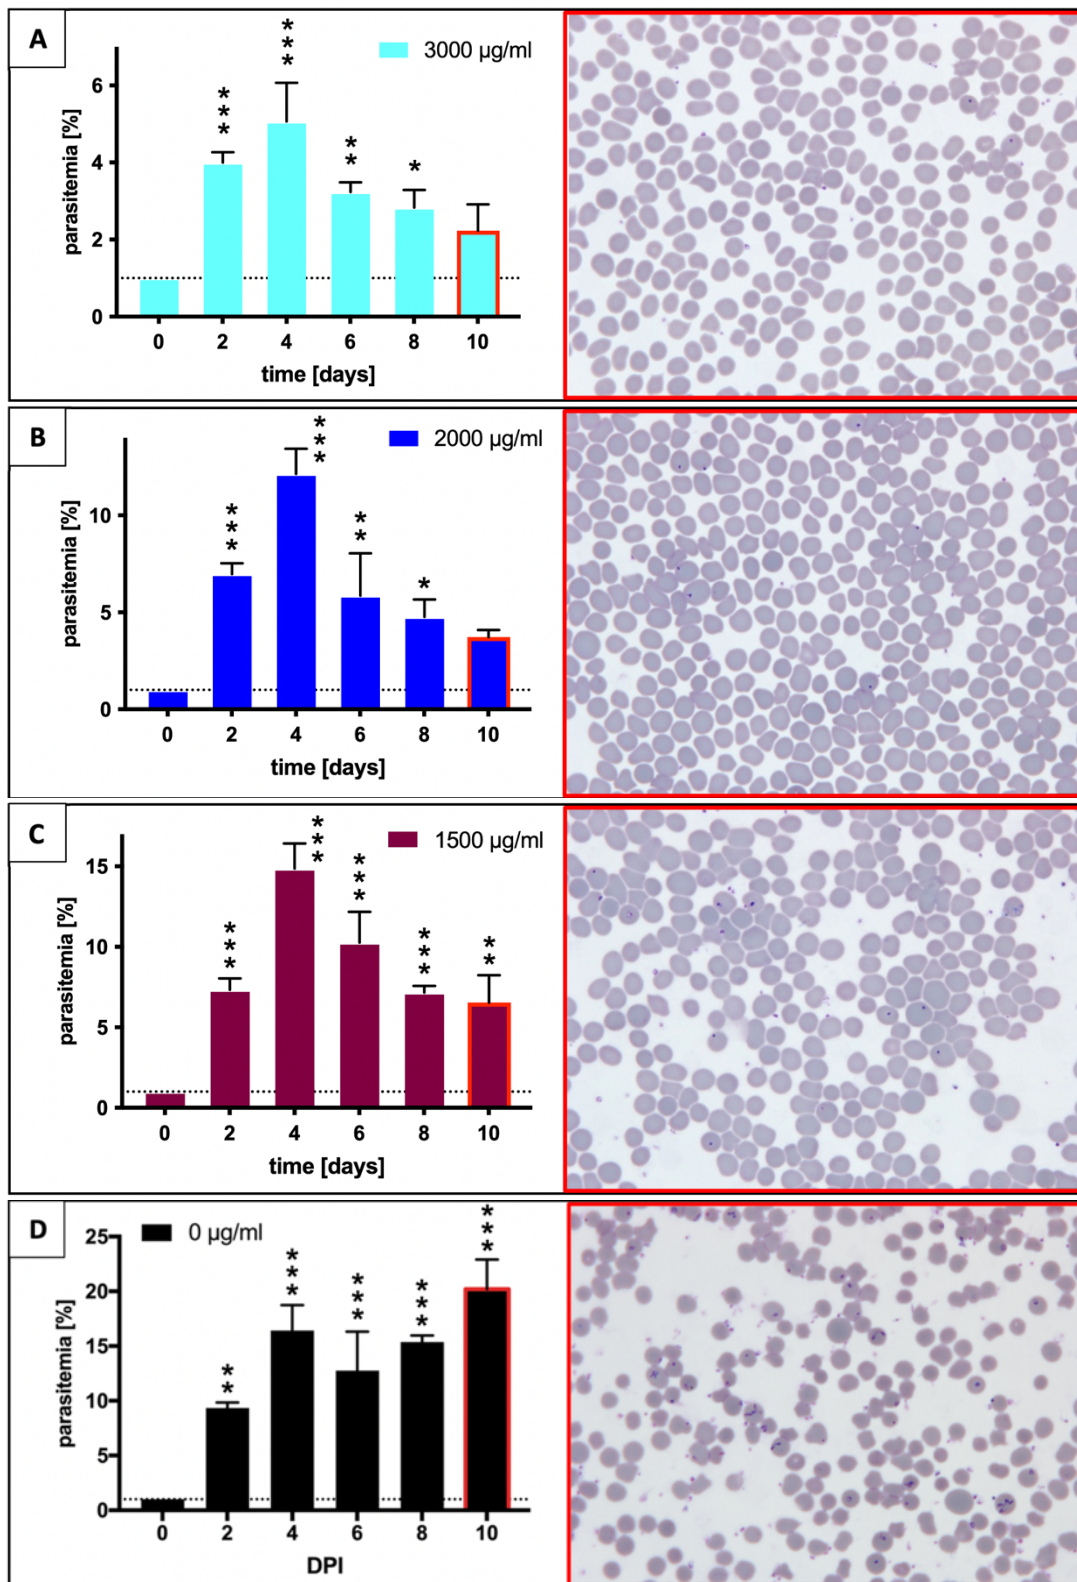 A
3000 µg/ml
***
***
**
*
parasitemia [%]
6
4
2
0
0 2 4 6 8 10
time [days]
B
2000 µg/ml
***
***
**
*
parasitemia [%]
10
5
0
0 2 4 6 8 10
time [days]
C
1500 µg/ml
***
***
***
***
**
parasitemia [%]
15
10
5
0
0 2 4 6 8 10
time [days]
D
0 µg/ml
**
***
***
***
***
parasitemia [%]
25
20
15
10
5
0
0 2 4 6 8 10
DPI